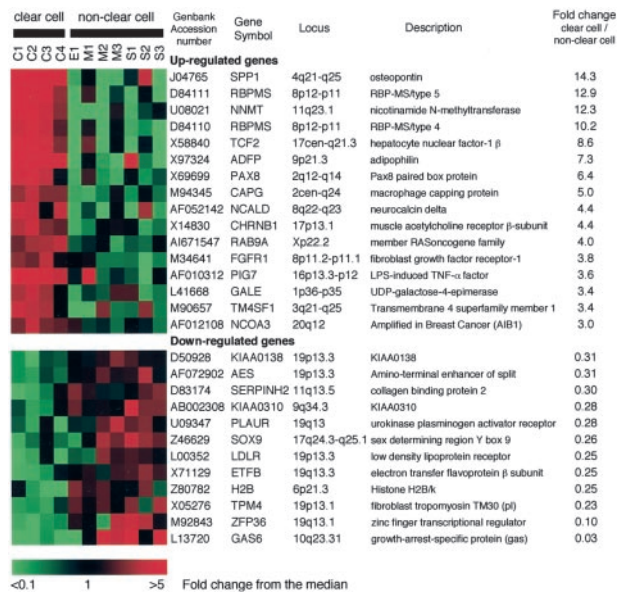 clear cell non-clear cell Genbank Accession number Gene Symbol Locus Description Fold change clear cell / non-clear cell
C1 C2 C3 C4 E1 M1 M2 M3 S1 S2 S3
Up-regulated genes
J04765 SPP1 4q21-q25 osteopontin 14.3
D84111 RBPMS 8p12-p11 RBP-MS/type 5 12.9
U08021 NNMT 11q23.1 nicotinamide N-methyltransferase 12.3
D84110 RBPMS 8p12-p11 RBP-MS/type 4 10.2
X58840 TCF2 17cen-q21.3 hepatocyte nuclear factor-1 β 8.6
X97324 ADFP 9p21.3 adipophilin 7.3
X69699 PAX8 2q12-q14 Pax8 paired box protein 6.4
M94345 CAPG 2cen-q24 macrophage capping protein 5.0
AF052142 NCALD 8q22-q23 neurocalcin delta 4.4
X14830 CHRNB1 17p13.1 muscle acetylcholine receptor β-subunit 4.4
AI671547 RAB9A Xp22.2 member RASoncogene family 4.0
M34641 FGFR1 8p11.2-p11.1 fibroblast growth factor receptor-1 3.8
AF010312 PIG7 16p13.3-p12 LPS-induced TNF-α factor 3.6
L41668 GALE 1p36-p35 UDP-galactose-4-epimerase 3.4
M90657 TM4SF1 3q21-q25 Transmembrane 4 superfamily member 1 3.4
AF012108 NCOA3 20q12 Amplified in Breast Cancer (AIB1) 3.0
Down-regulated genes
D50928 KIAA0138 19p13.3 KIAA0138 0.31
AF072902 AES 19p13.3 Amino-terminal enhancer of split 0.31
D83174 SERPINH2 11q13.5 collagen binding protein 2 0.30
AB002308 KIAA0310 9q34.3 KIAA0310 0.28
U09347 PLAUR 19q13 urokinase plasminogen activator receptor 0.28
Z46629 SOX9 17q24.3-q25.1 sex determining region Y box 9 0.26
L00352 LDLR 19p13.3 low density lipoprotein receptor 0.25
X71129 ETFB 19q13.3 electron transfer flavoprotein β subunit 0.25
Z80782 H2B 6p21.3 Histone H2B/k 0.25
X05276 TPM4 19p13.1 fibroblast tropomyosin TM30 (pl) 0.23
M92843 ZFP36 19q13.1 zinc finger transcriptional regulator 0.10
L13720 GAS6 10q23.31 growth-arrest-specific protein (gas) 0.03
<0.1 1 >5 Fold change from the median